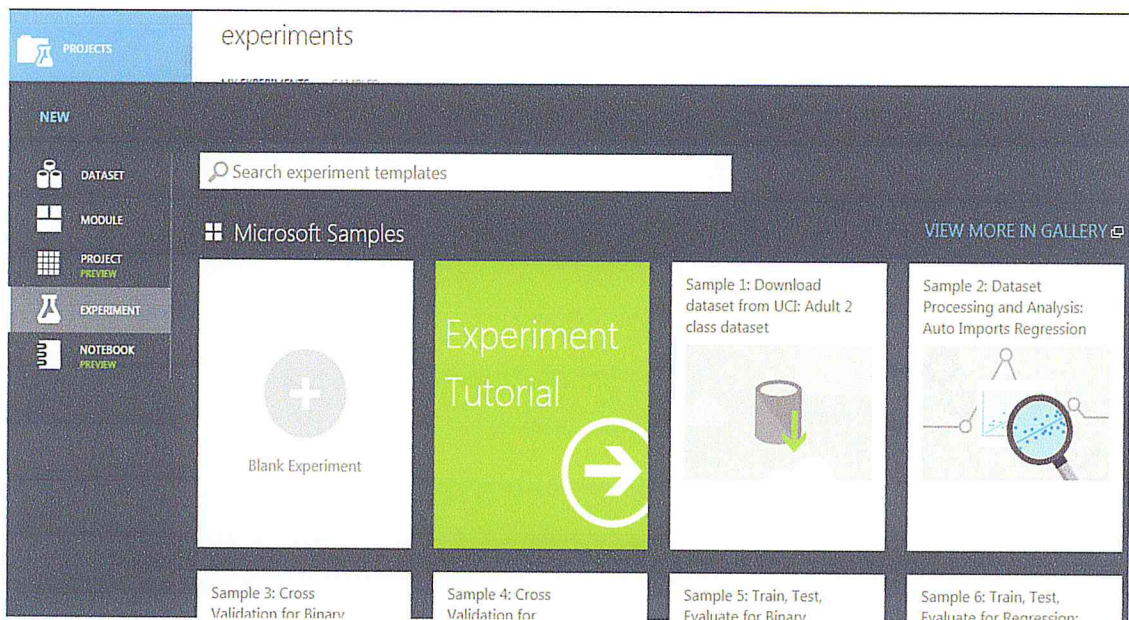 PROJECTS
experiments
MY EXPERIMENTS SAMPLES
NEW
DATASET
MODULE
PROJECT
PREVIEW
EXPERIMENT
NOTEBOOK
PREVIEW
Search experiment templates
Microsoft Samples
VIEW MORE IN GALLERY
Blank Experiment
Experiment
Tutorial
Sample 1: Download
dataset from UCI: Adult 2
class dataset
Sample 2: Dataset
Processing and Analysis:
Auto Imports Regression
Sample 3: Cross
Validation for Binary
Sample 4: Cross
Validation for
Sample 5: Train, Test,
Evaluate for Binary
Sample 6: Train, Test,
Evaluate for Regression: